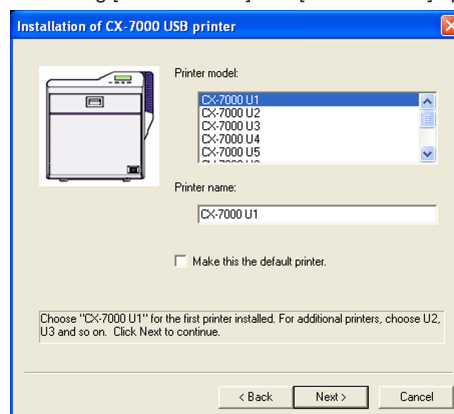 Installation of CX-7000 USB printer
Printer model:
CX-7000 U1
CX-7000 U2
CX-7000 U3
CX-7000 U4
CX-7000 U5
Printer name:
CX-7000 U1
Make this the default printer.
Choose "CX-7000 U1" for the first printer installed. For additional printers, choose U2,
U3 and so on. Click Next to continue.
< Back
Next >
Cancel